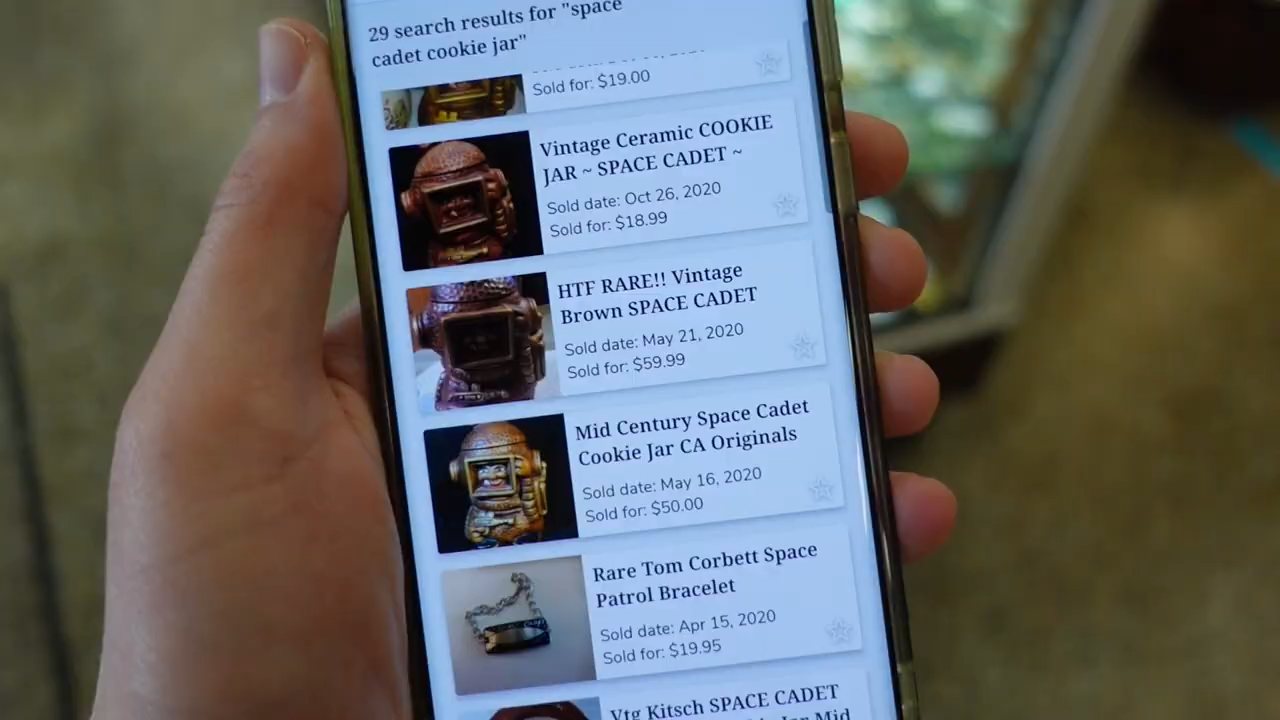 29 search results for "space
cadet cookie jar"
Sold for: $19.00
Vintage Ceramic COOKIE
JAR ~ SPACE CADET ~
Sold date: Oct 26, 2020
Sold for: $18.99
HTF RARE!! Vintage
Brown SPACE CADET
Sold date: May 21, 2020
Sold for: $59.99
Mid Century Space Cadet
Cookie Jar CA Originals
Sold date: May 16, 2020
Sold for: $50.00
Rare Tom Corbett Space
Patrol Bracelet
Sold date: Apr 15, 2020
Sold for: $19.95
Vtg Kitsch SPACE CADET
Jar Mid